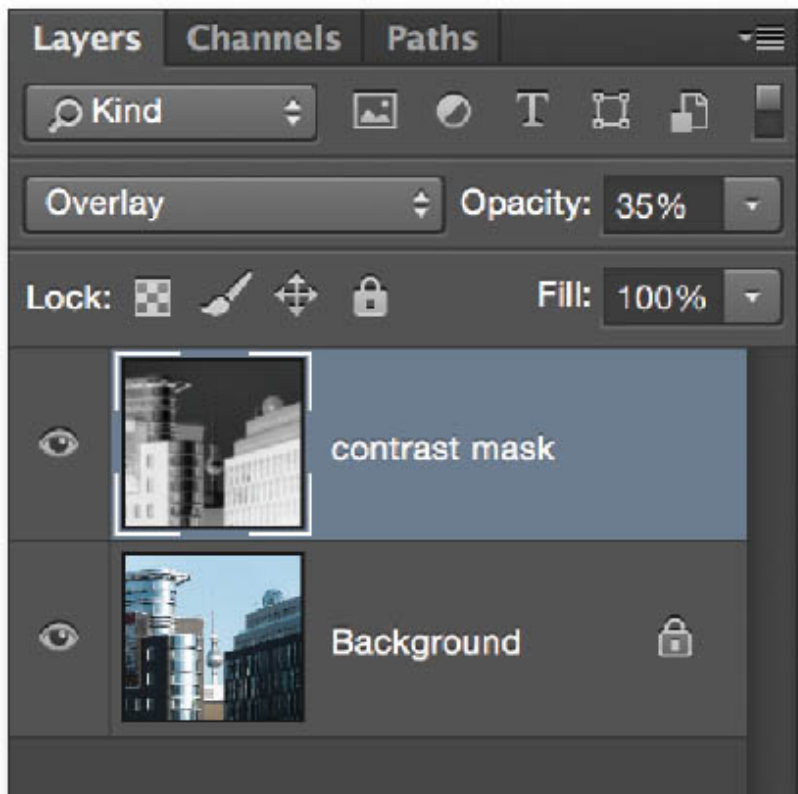 Layers Channels Paths
Kind
Overlay Opacity: 35%
Lock: Fill: 100%
contrast mask
Background